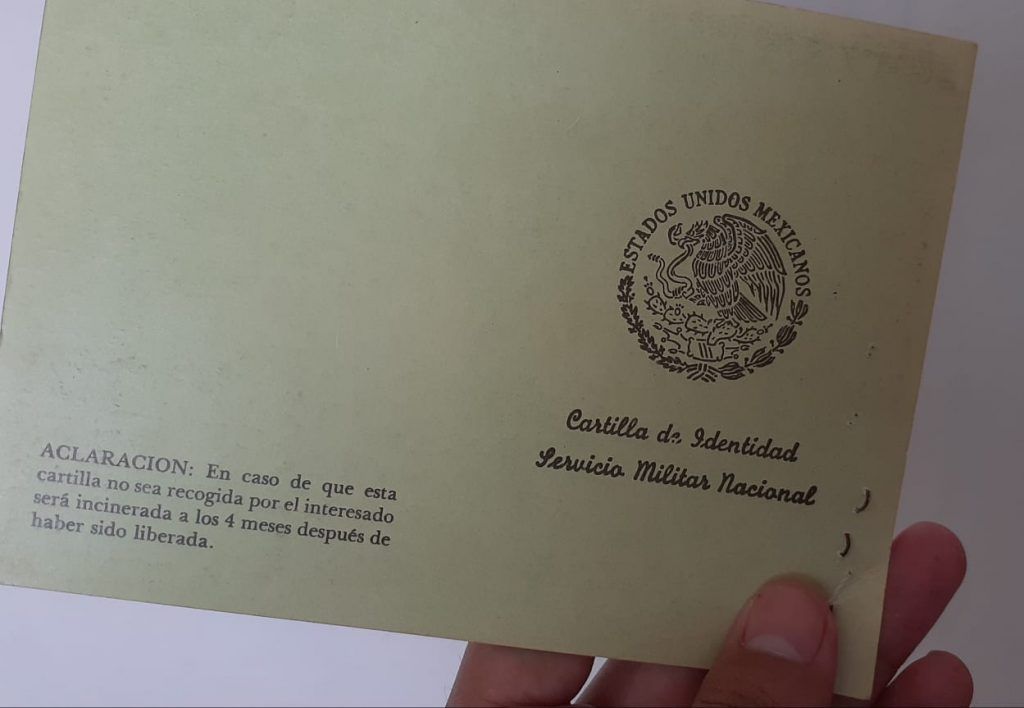 ESTADOS UNIDOS MEXICANOS
Cartilla de Identidad
Servicio Militar Nacional
ACLARACION: En caso de que esta
cartilla no sea recogida por el interesado
será incinerada a los 4 meses después de
haber sido liberada.